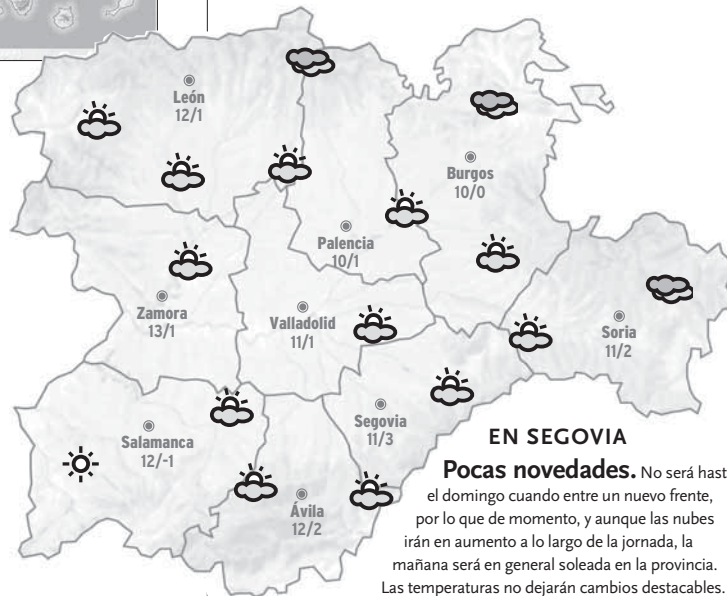 León
12/1
Burgos
10/0
Palencia
10/1
Zamora
13/1
Valladolid
11/1
Soria
11/2
Segovia
11/3
Salamanca
12/-1
Ávila
12/2
EN SEGOVIA
Pocas novedades. No será hast
el domingo cuando entre un nuevo frente,
por lo que de momento, y aunque las nubes
irán en aumento a lo largo de la jornada, la
mañana será en general soleada en la provincia.
Las temperaturas no dejarán cambios destacables.